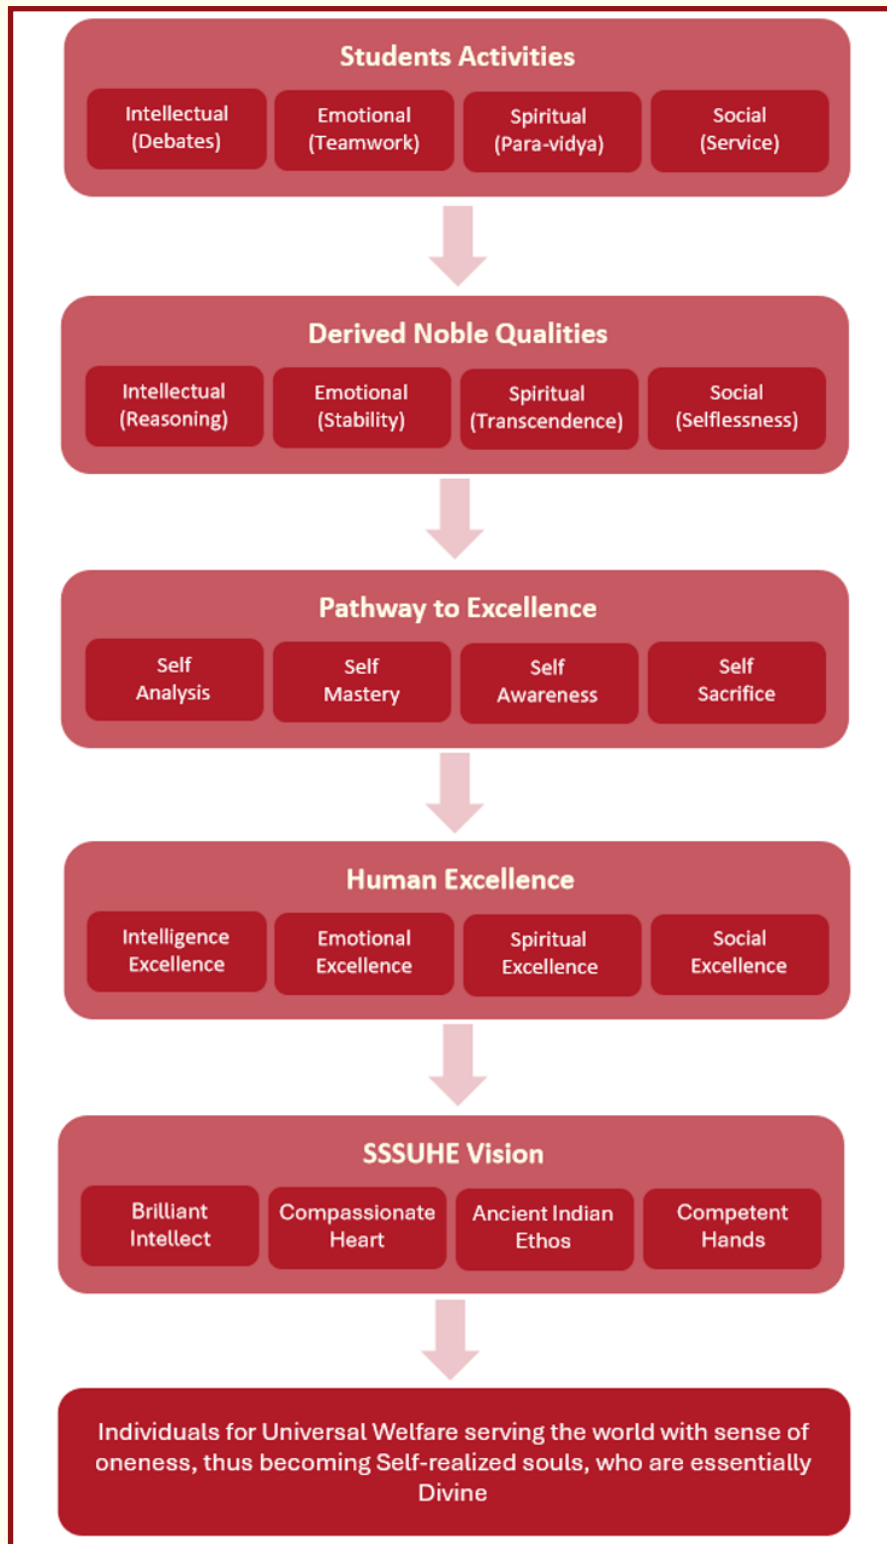 Students Activities
Intellectual
(Debates)
Emotional
(Teamwork)
Spiritual
(Para-vidya)
Social
(Service)
Derived Noble Qualities
Intellectual
(Reasoning)
Emotional
(Stability)
Spiritual
(Transcendence)
Social
(Selflessness)
Pathway to Excellence
Self
Analysis
Self
Mastery
Self
Awareness
Self
Sacrifice
Human Excellence
Intelligence
Excellence
Emotional
Excellence
Spiritual
Excellence
Social
Excellence
SSSUHE Vision
Brilliant
Intellect
Compassionate
Heart
Ancient Indian
Ethos
Competent
Hands
Individuals for Universal Welfare serving the world with sense of
oneness, thus becoming Self-realized souls, who are essentially
Divine